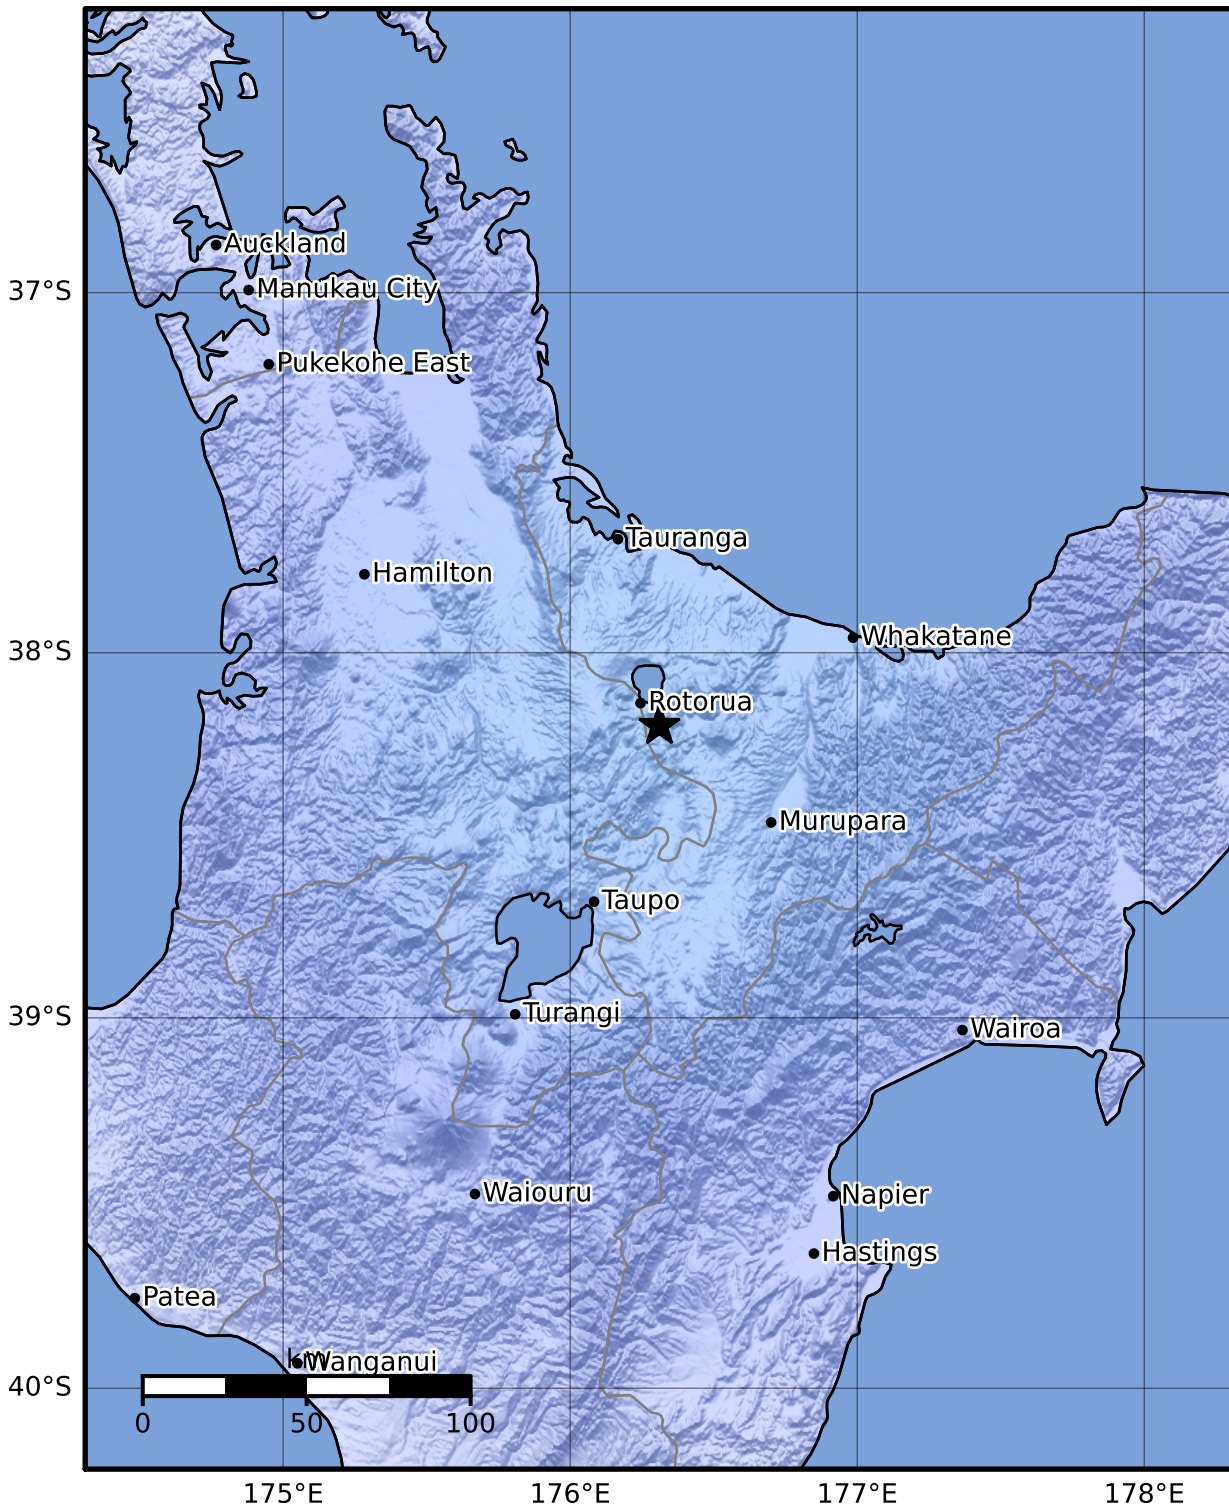 Auckland
37°S
Manukau City
Pukekohe East
Tauranga
Hamilton
Whakatane
38°S
Rotorua
Murupara
Taupo
Turangi
39°S
Wairoa
Waiouru
Napier
Hastings
Patea
km
Wanganui
40°S
0 50 100
175°E 176°E 177°E 178°E